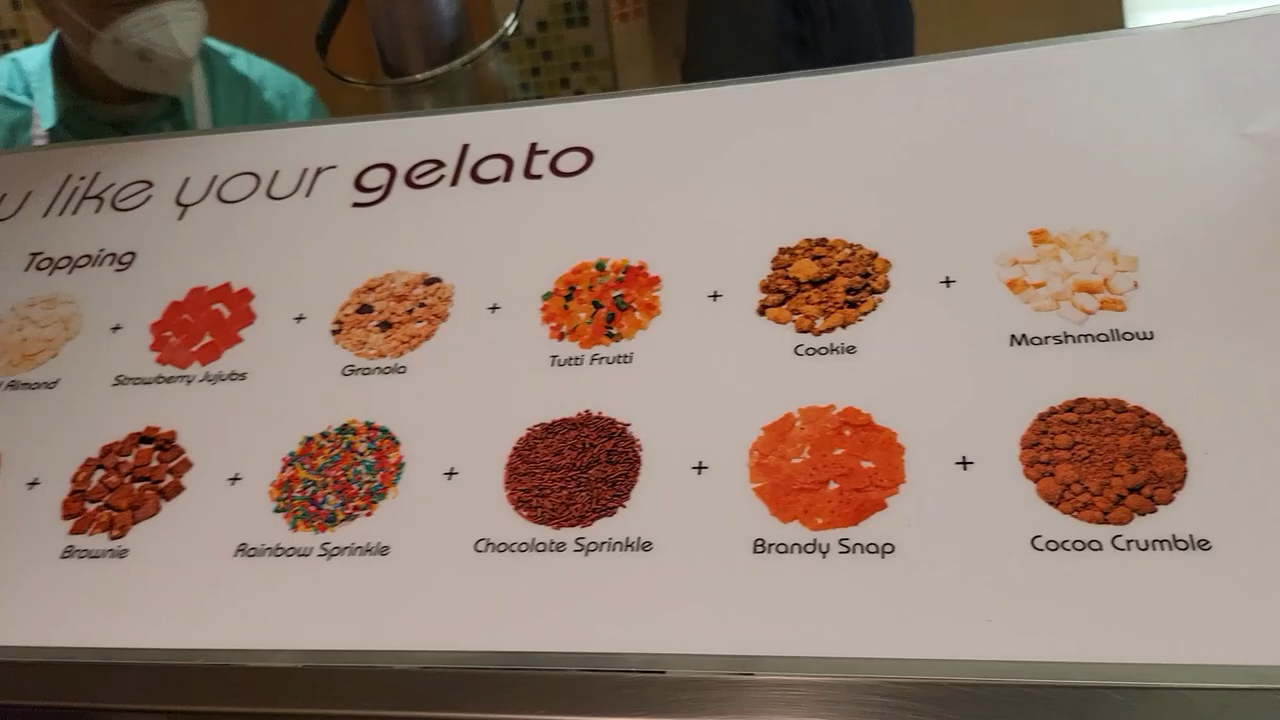 like your gelato
Topping
+ + + + +
Almond Strawberry Jujubs Granola Tutti Frutti Cookie Marshmallow
+ + + + +
Brownie Rainbow Sprinkle Chocolate Sprinkle Brandy Snap Cocoa Crumble